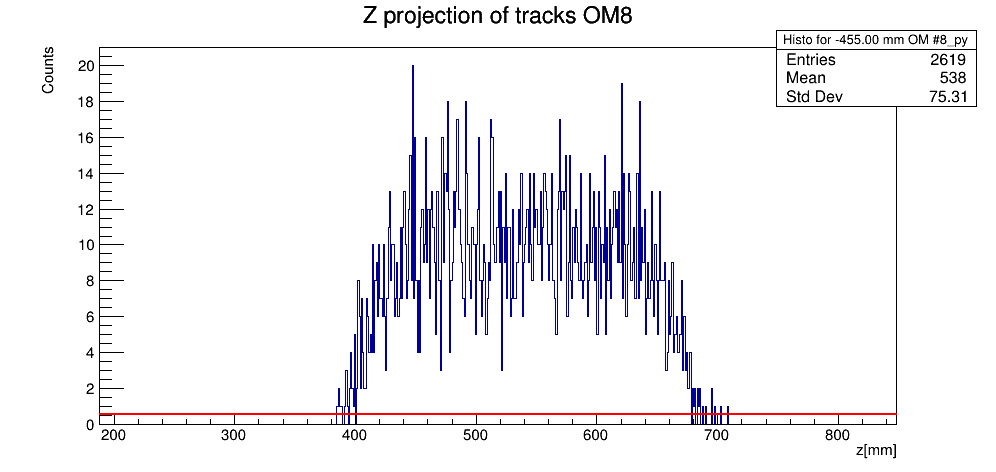 Z projection of tracks OM8
Histo for -455.00 mm OM #8_py
Entries 2619
Mean 538
Std Dev 75.31
Counts
20
18
16
14
12
10
8
6
4
2
0
200 300 400 500 600 700 800
z[mm]